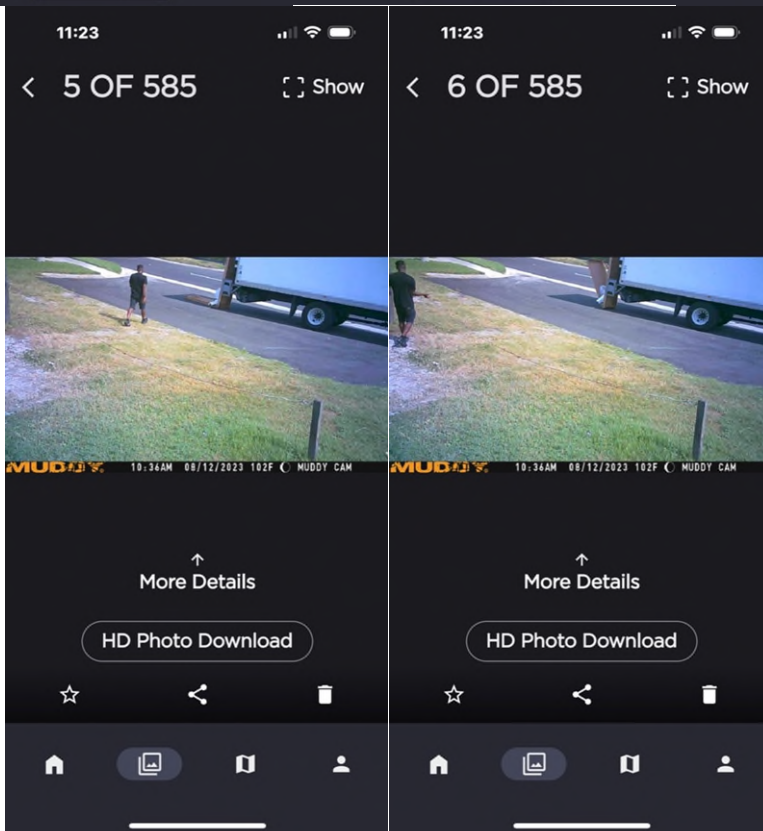 11:23
5 OF 585
Show
MUDDY
10:36AM 08/12/2023 102F MUDDY CAM
More Details
HD Photo Download
11:23
6 OF 585
Show
MUDDY
10:36AM 08/12/2023 102F MUDDY CAM
More Details
HD Photo Download